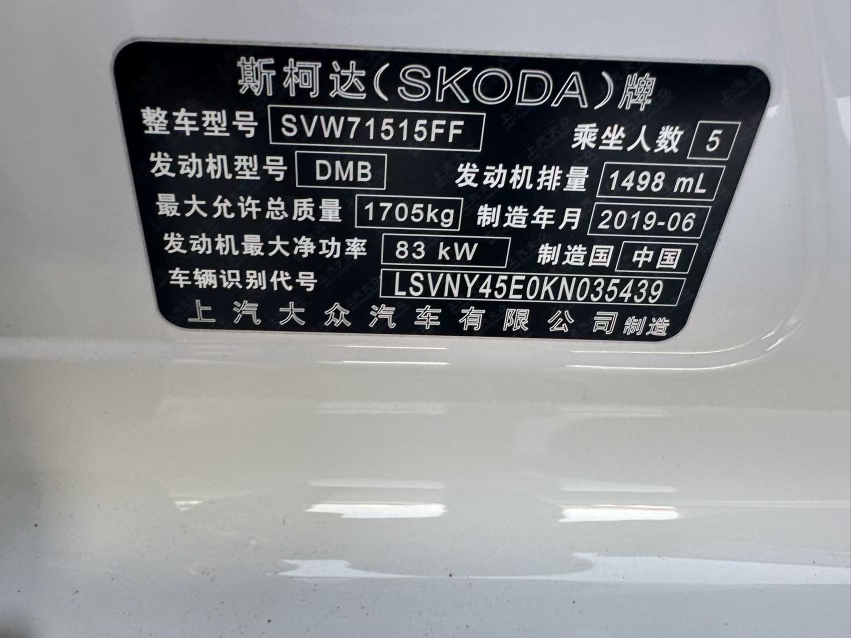 斯柯达(SKODA)牌
整车型号 SVW71515FF 乘坐人数 5
发动机型号 DMB 发动机排量 1498 mL
最大允许总质量 1705kg 制造年月 2019-06
发动机最大净功率 83 kW 制造国 中国
车辆识别代号 LSVNY45E0KN035439
上汽大众汽车有限公司制造